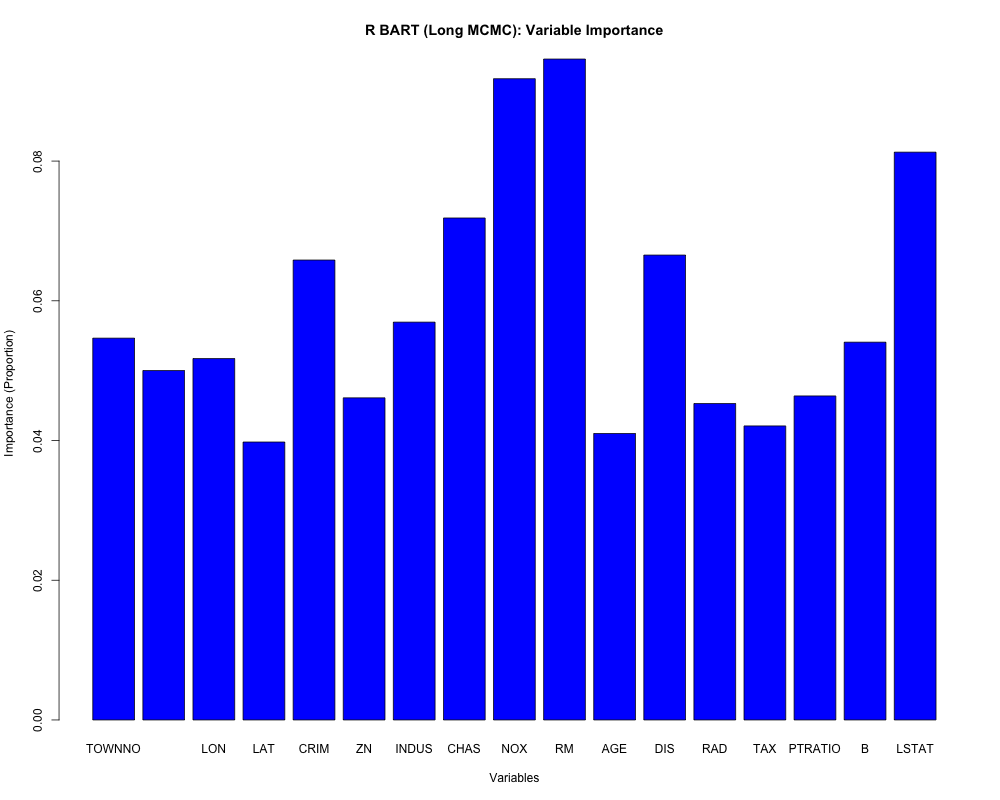 R BART (Long MCMC): Variable Importance
Importance (Proportion)
0.08
0.06
0.04
0.02
0.00
TOWNNO LON LAT CRIM ZN INDUS CHAS NOX RM AGE DIS RAD TAX PTRATIO B LSTAT
Variables